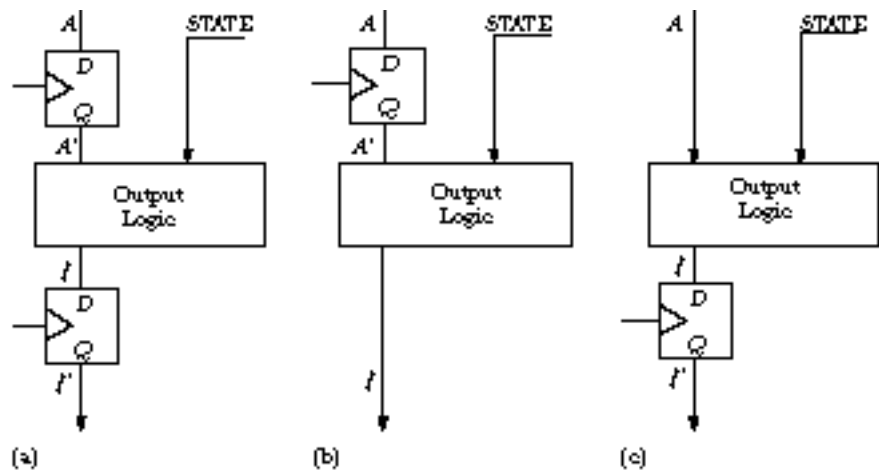 A STATE A STATE A STATE
D D
Q Q
A' A'
Output Logic Output Logic Output Logic
f f
D D
Q Q
f' f f'
(a) (b) (c)